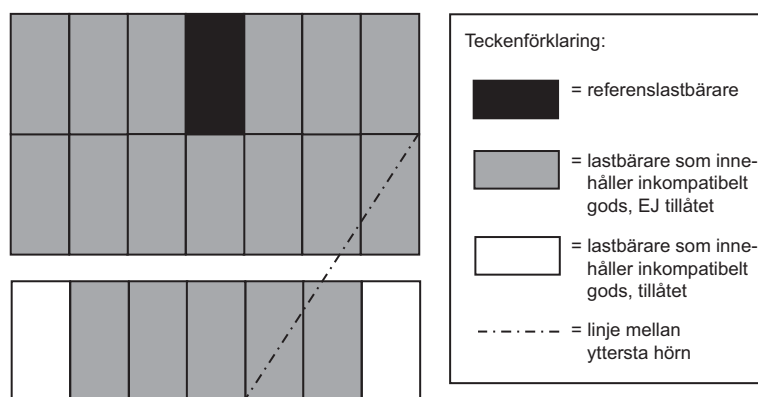 Teckenförklaring:
= referenslastbärare
= lastbärare som inne-
håller inkompatibelt
gods, EJ tillåtet
= lastbärare som inne-
håller inkompatibelt
gods, tillåtet
= linje mellan
yttersta hörn